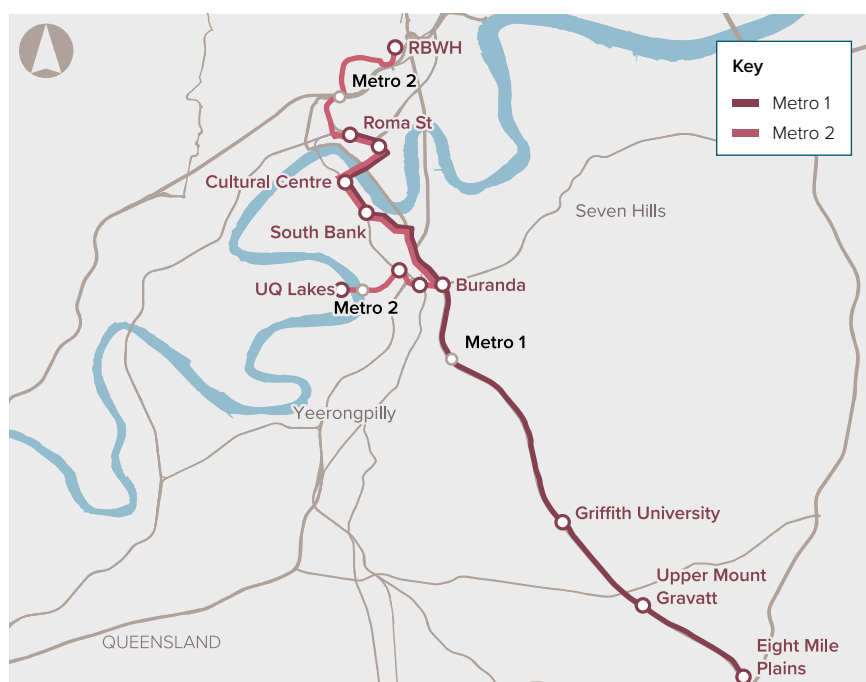 RBWH
Metro 2
Roma St
Cultural Centre
South Bank
Seven Hills
UQ Lakes
Buranda
Metro 2
Metro 1
Yeerongpilly
Griffith University
Upper Mount
Gravatt
Eight Mile
Plains
QUEENSLAND
Key
Metro 1
Metro 2